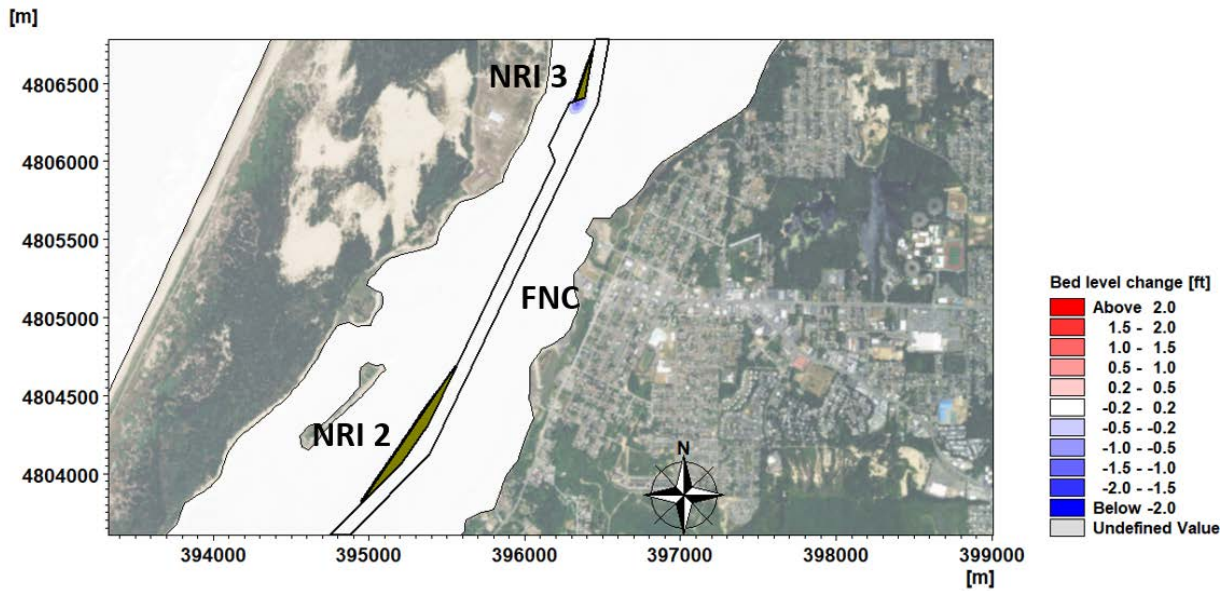 [m]
4806500
4806000
4805500
4805000
4804500
4804000
NRI 3
FNC
NRI 2
N
394000 395000 396000 397000 398000 399000
[m]
Bed level change [ft]
Above 2.0
1.5 - 2.0
1.0 - 1.5
0.5 - 1.0
0.2 - 0.5
-0.2 - 0.2
-0.5 - -0.2
-1.0 - -0.5
-1.5 - -1.0
-2.0 - -1.5
Below -2.0
Undefined Value